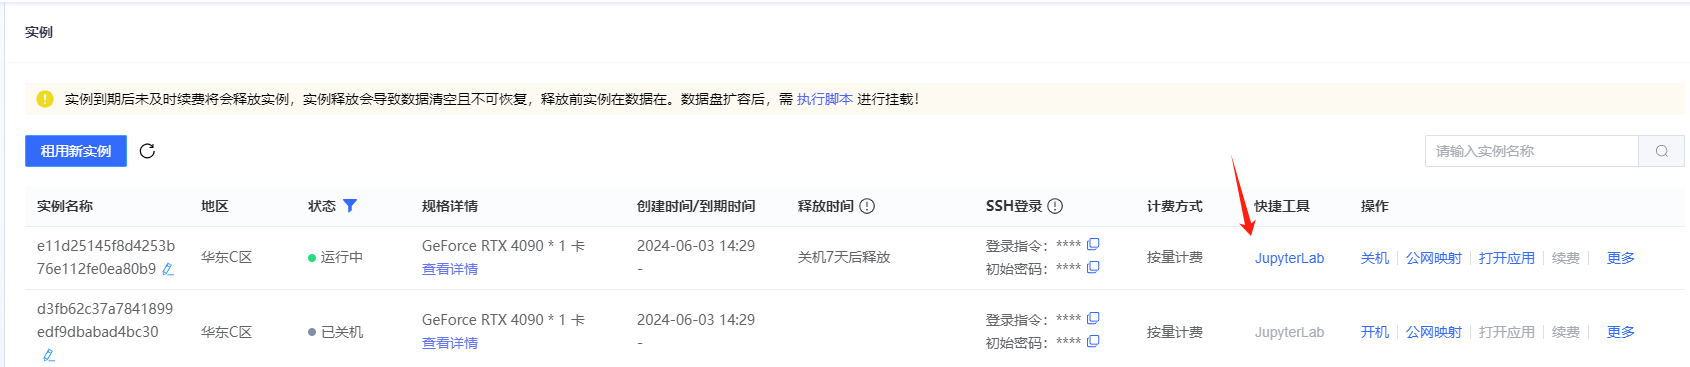 实例
实例到期后未及时续费将会释放实例，实例释放会导致数据清空且不可恢复，释放前实例在数据在。数据盘扩容后，需 执行脚本 进行挂载！
租用新实例
请输入实例名称
实例名称 地区 状态 规格详情 创建时间/到期时间 释放时间 SSH登录 计费方式 快捷工具 操作
e11d25145f8d4253b GeForce RTX 4090 * 1 卡 2024-06-03 14:29 登录指令：****
华东C区 运行中 关机7天后释放 按量计费 JupyterLab 关机 公网映射 打开应用 续费 更多
76e112fe0ea80b9 查看详情 - 初始密码：****
d3fb62c37a7841899 GeForce RTX 4090 * 1 卡 2024-06-03 14:29 登录指令：****
edf9dbabad4bc30 华东C区 已关机 按量计费 JupyterLab 开机 公网映射 打开应用 续费 更多
查看详情 - 初始密码：****